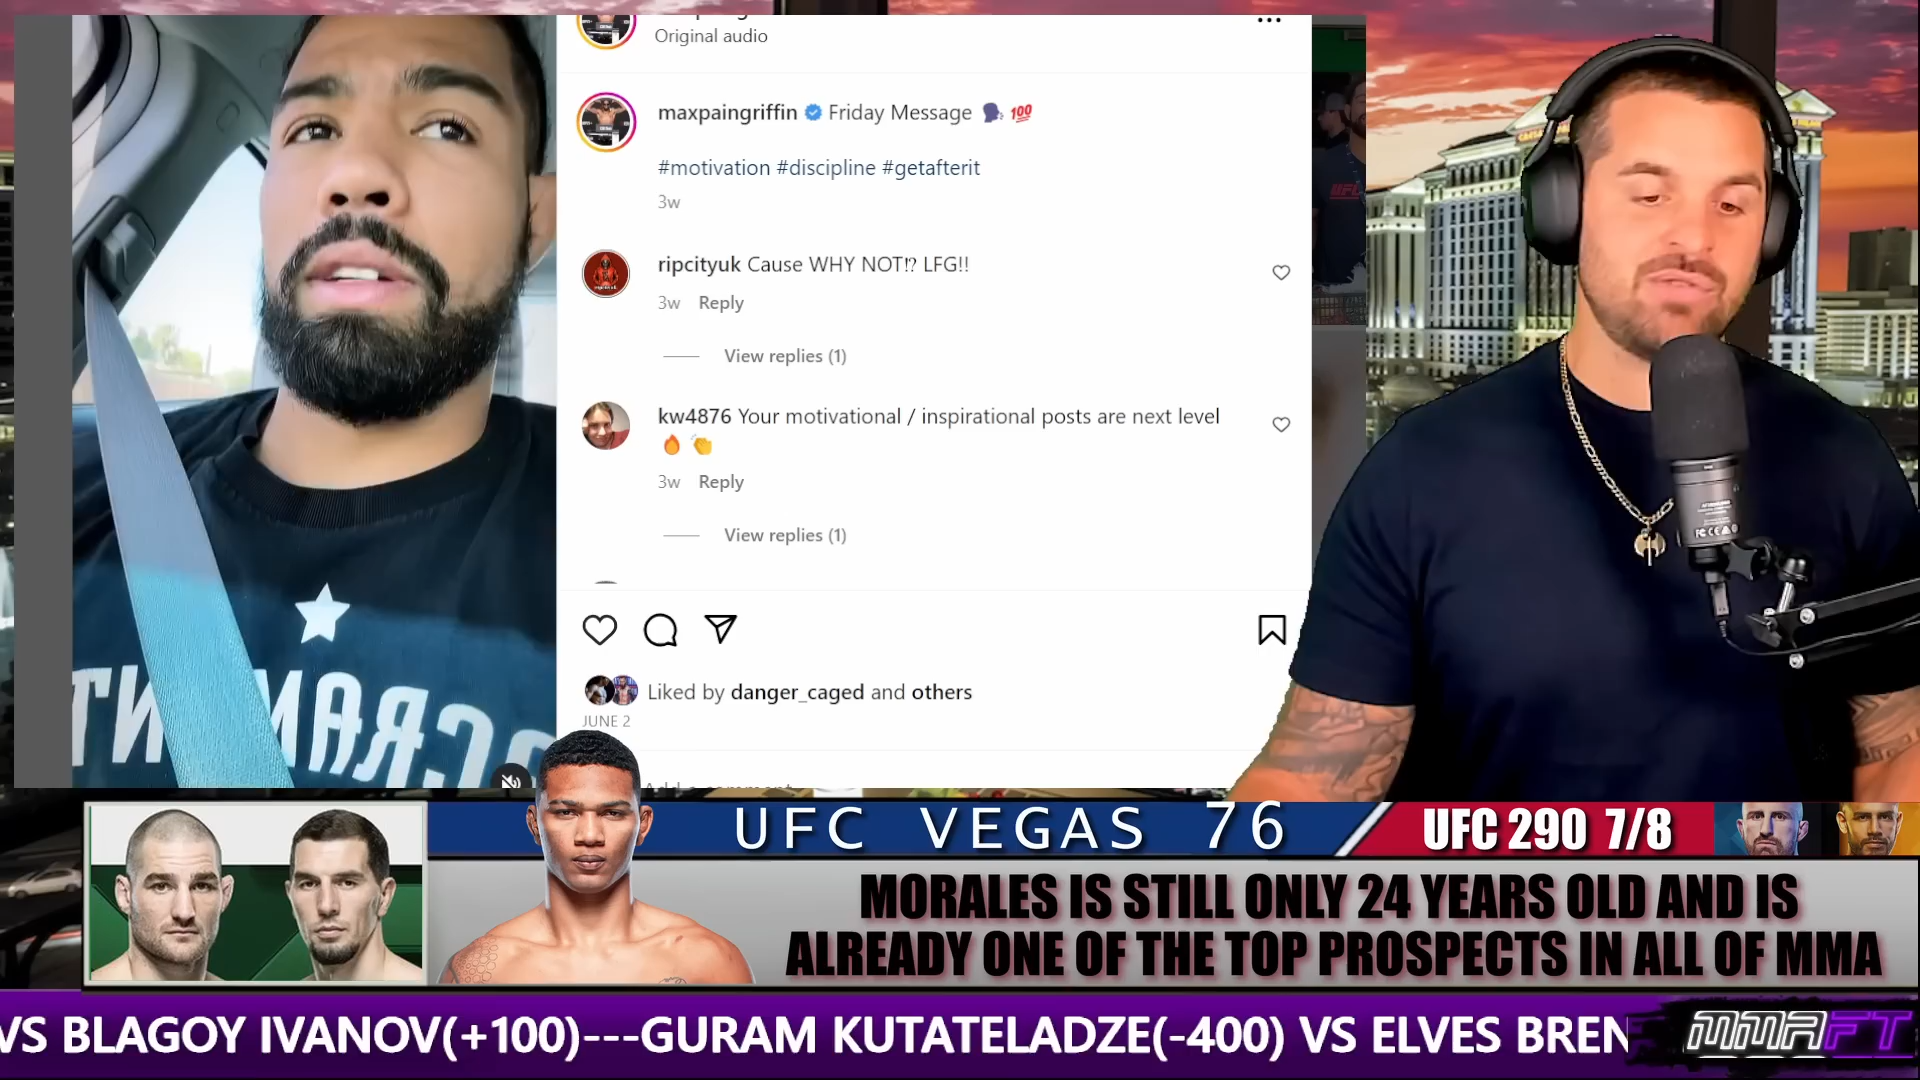 Original audio
maxpaingriffin Friday Message 💯
#motivation #discipline #getafterit
3w
ripcityuk Cause WHY NOT⁉ LFG!!
3w Reply
View replies (1)
kw4876 Your motivational / inspirational posts are next level
🔥 👏
3w Reply
View replies (1)
Liked by danger_caged and others
JUNE 2
UFC
UFC VEGAS 76
UFC 290 7/8
MORALES IS STILL ONLY 24 YEARS OLD AND IS
ALREADY ONE OF THE TOP PROSPECTS IN ALL OF MMA
VS BLAGOY IVANOV(+100)---GURAM KUTATELADZE(-400) VS ELVES BREN
MMAFT